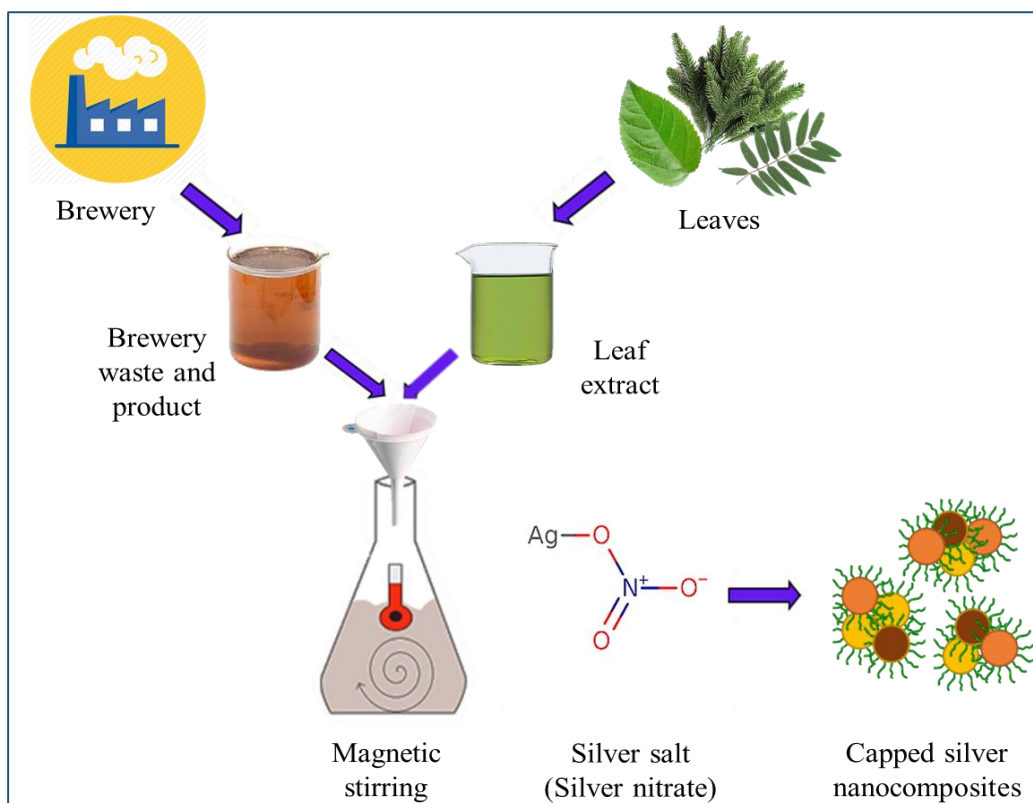 Brewery
Leaves
Brewery
waste and
product
Leaf
extract
Ag
O
N+
O−
O
Magnetic
stirring
Silver salt
(Silver nitrate)
Capped silver
nanocomposites